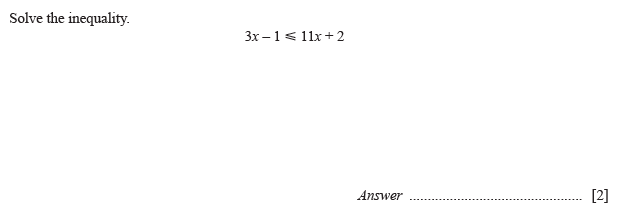 Solve the inequality.
3x – 1 ⩽ 11x + 2
Answer ................................................ [2]